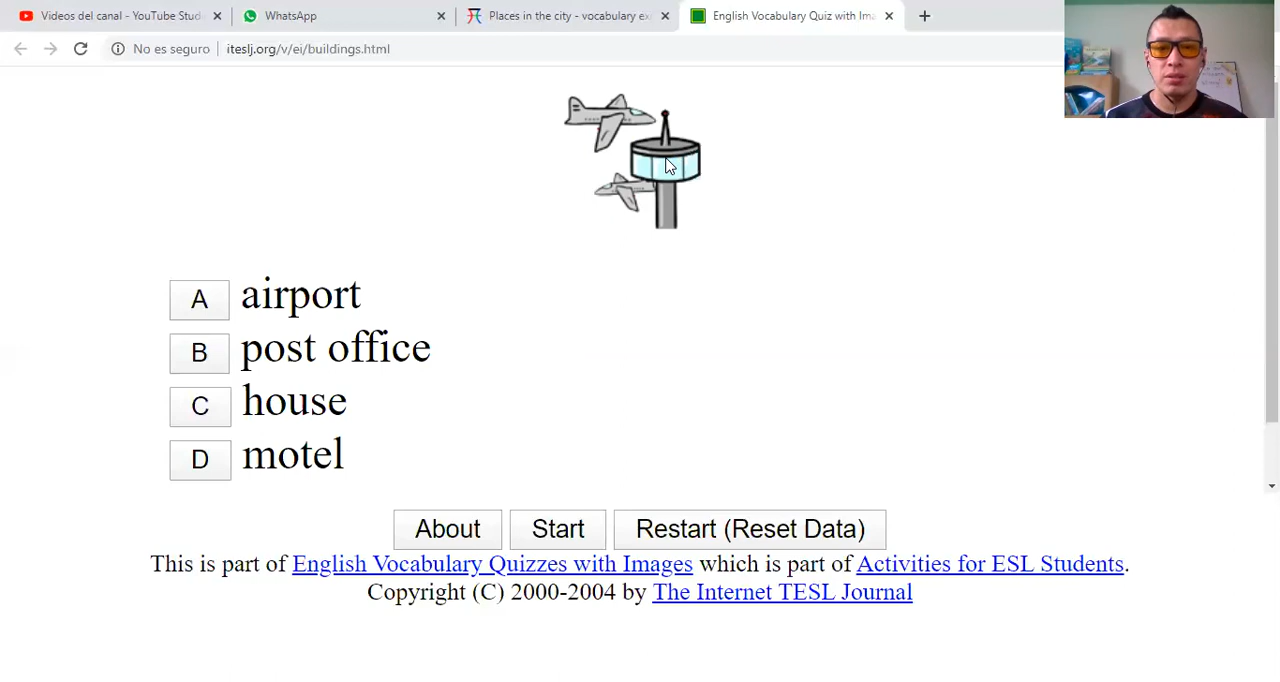 Videos del canal - YouTube Stud
WhatsApp
Places in the city - vocabulary ex
English Vocabulary Quiz with Ima
No es seguro
iteslj.org/v/ei/buildings.html
A airport
B post office
C house
D motel
About
Start
Restart (Reset Data)
This is part of English Vocabulary Quizzes with Images which is part of Activities for ESL Students.
Copyright (C) 2000-2004 by The Internet TESL Journal